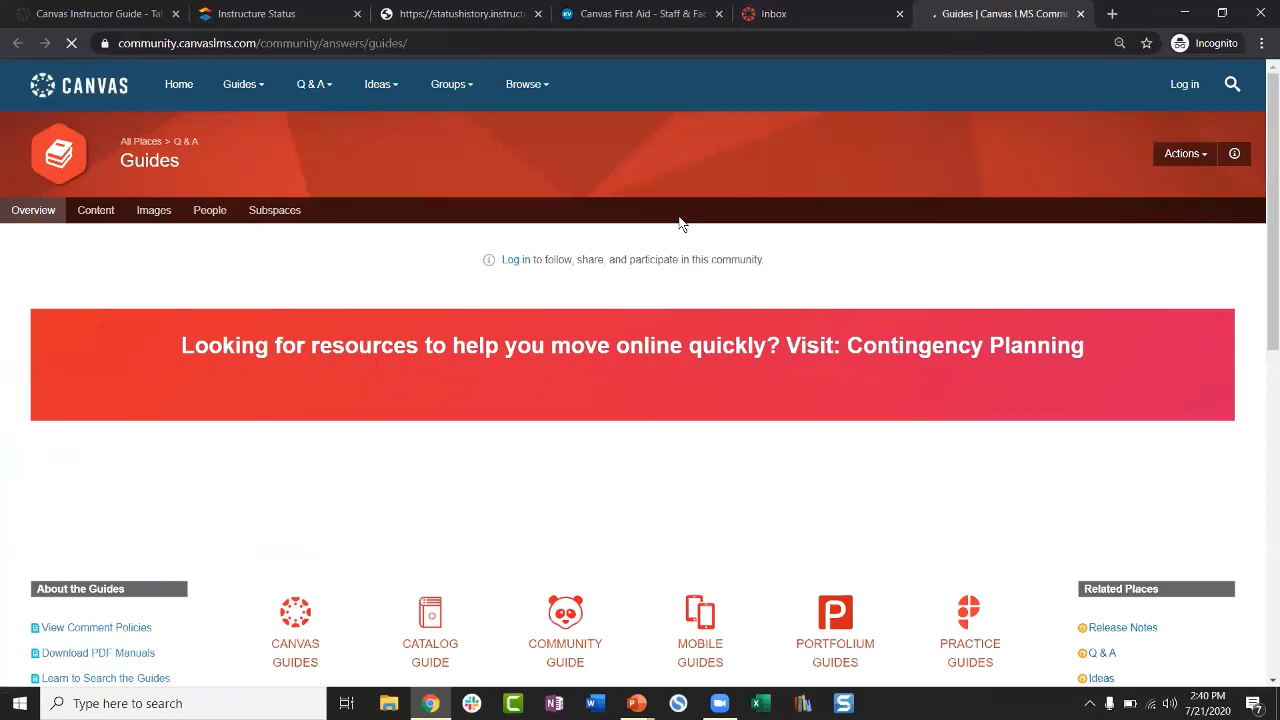 Canvas Instructor Guide - Tat
Instructure Status
https://statushistory.instruct
Canvas First Aid - Staff & Fac
Inbox
Guides | Canvas LMS Commu
community.canvaslms.com/community/answers/guides/
Incognito
CANVAS
Home
Guides
Q & A
Ideas
Groups
Browse
Log in
All Places > Q & A
Guides
Actions
Overview
Content
Images
People
Subspaces
Log in to follow, share, and participate in this community.
Looking for resources to help you move online quickly? Visit: Contingency Planning
About the Guides
View Comment Policies
Download PDF Manuals
Learn to Search the Guides
CANVAS
GUIDES
CATALOG
GUIDE
COMMUNITY
GUIDE
MOBILE
GUIDES
PORTFOLIUM
GUIDES
PRACTICE
GUIDES
Related Places
Release Notes
Q & A
Ideas
Type here to search
2:40 PM
7/21/2020
7